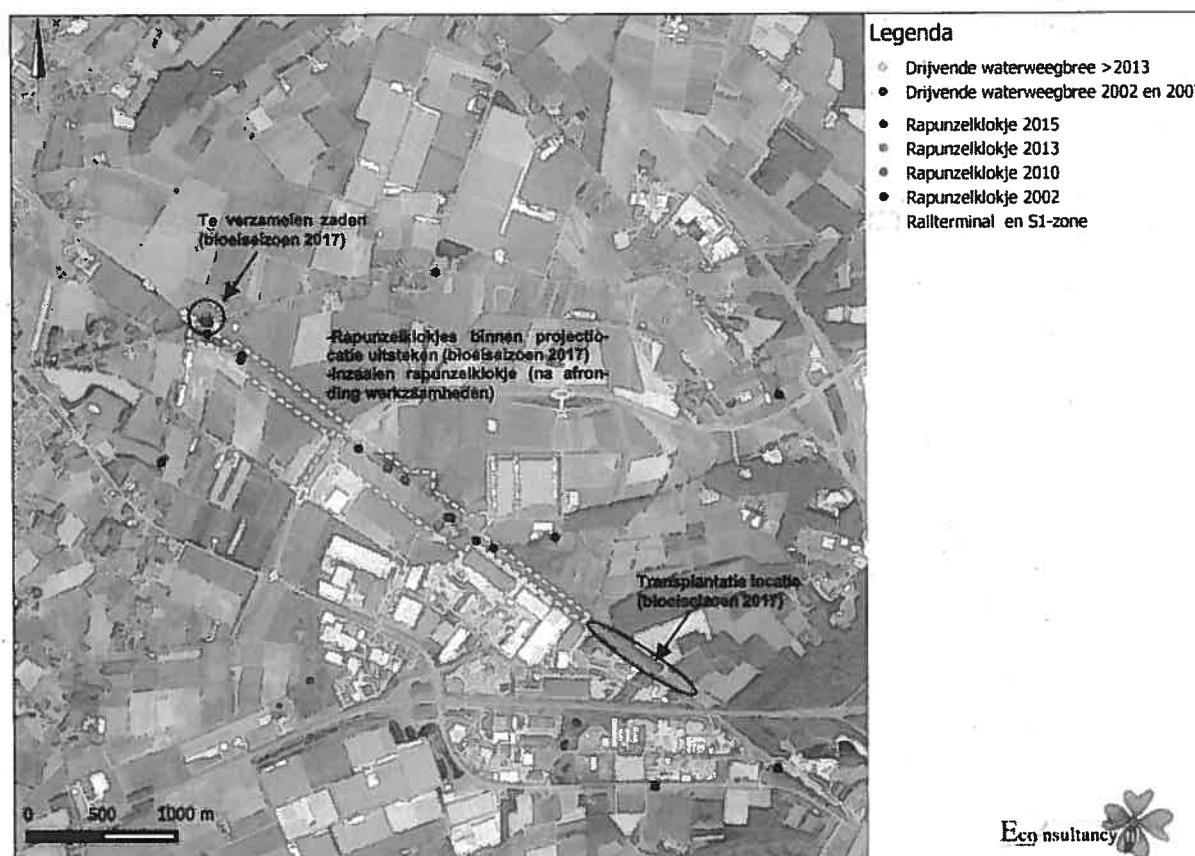 Legenda
Drijvende waterweegbree >2013
Drijvende waterweegbree 2002 en 2007
Rapunzelklokje 2015
Rapunzelklokje 2013
Rapunzelklokje 2010
Rapunzelklokje 2002
Railterminal en S1-zone
Te verzamelen zaden
(bloeiseizoen 2017)
-Rapunzelklokjes binnen projectlo-
catie uitsteken (bloeiseizoen 2017)
-Inzaaien rapunzelklokje (na afron-
ding werkzaamheden)
Transplantatie locatie
(bloeiseizoen 2017)
0 500 1000 m
Econsultancy